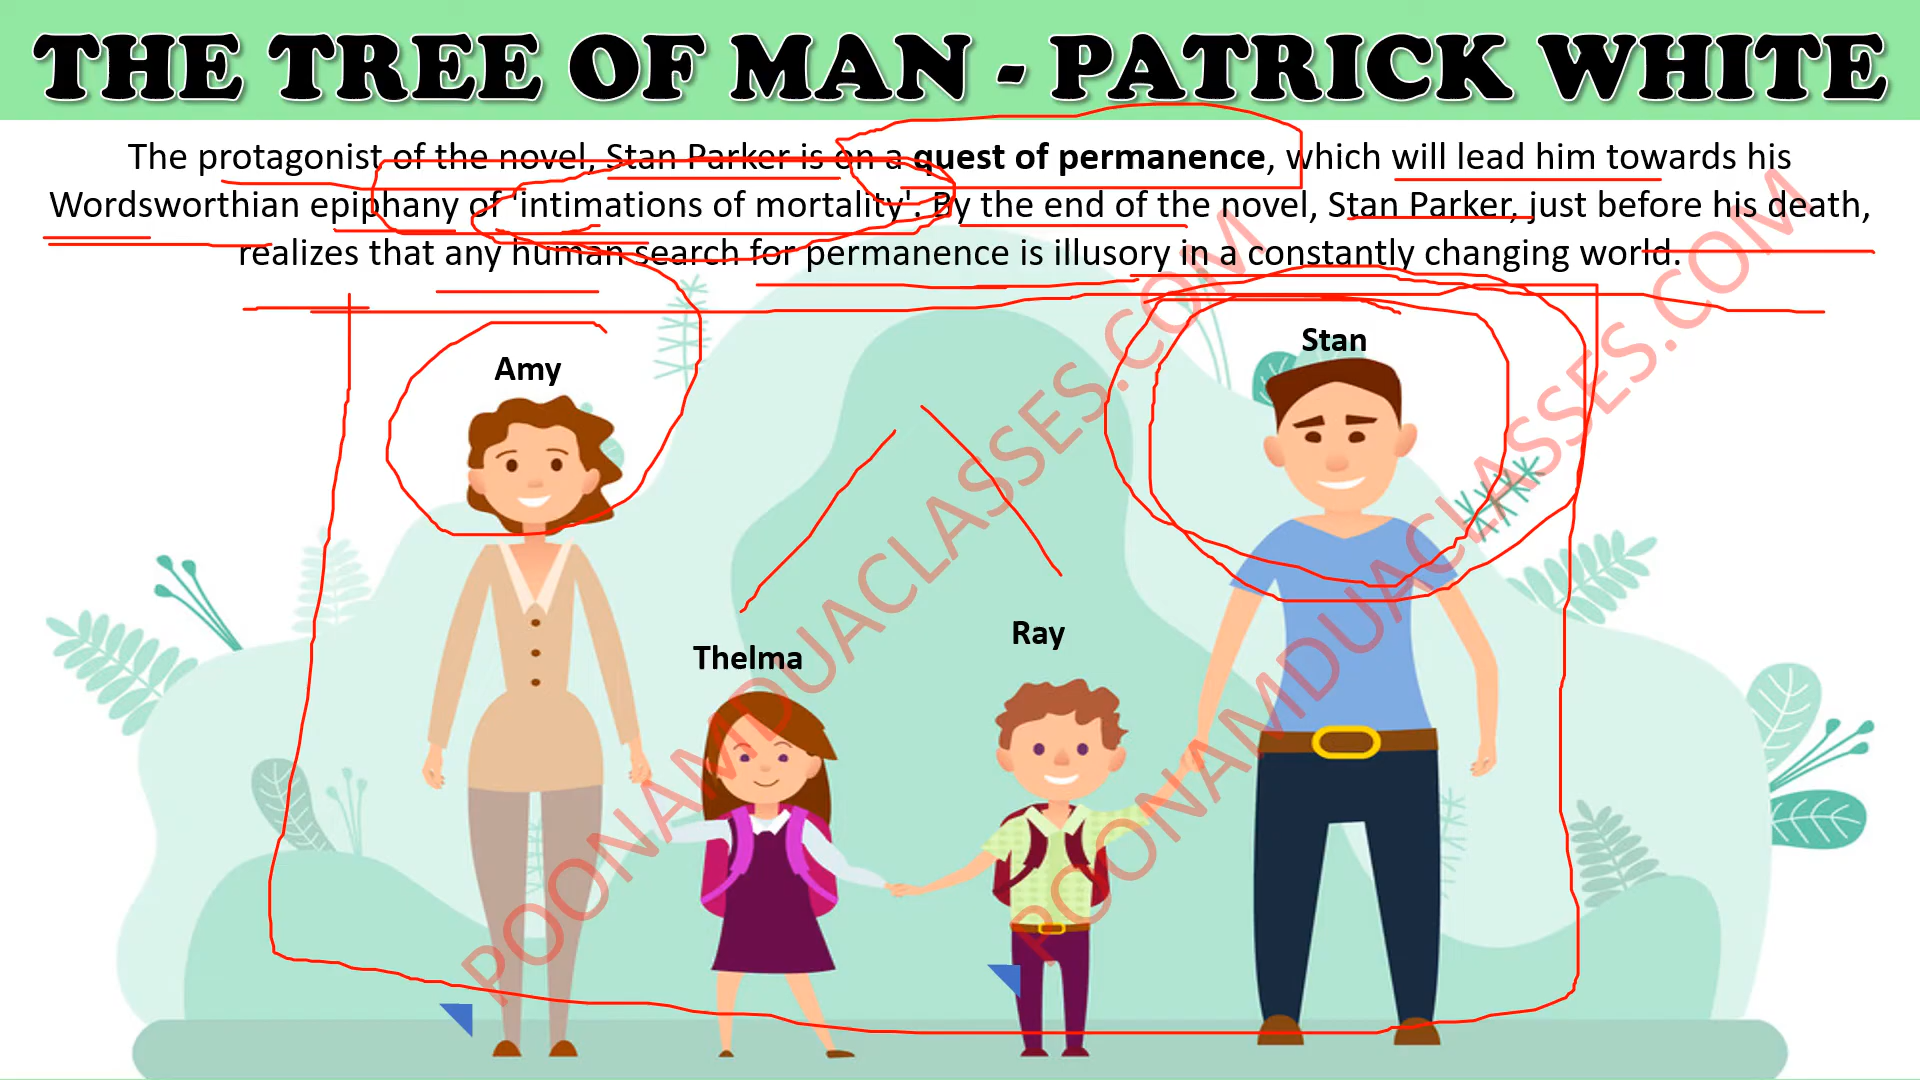 THE TREE OF MAN - PATRICK WHITE
The protagonist of the novel, Stan Parker is on a quest of permanence, which will lead him towards his
Wordsworthian epiphany of 'intimations of mortality'. By the end of the novel, Stan Parker, just before his death,
realizes that any human search for permanence is illusory in a constantly changing world.
Stan
Amy
Ray
Thelma
POONAMDUACLASSES.COM
POONAMDUACLASSES.COM